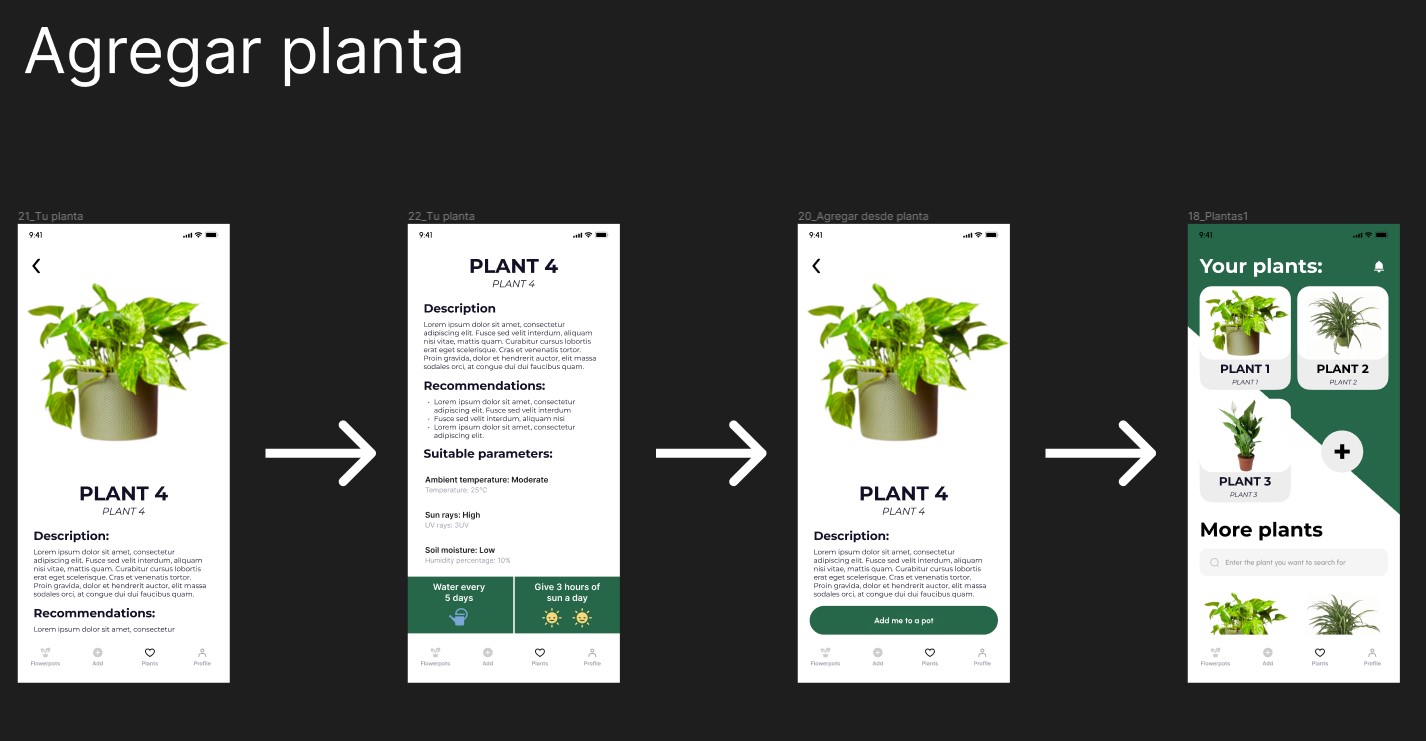 Agregar planta
21_Tu planta
9:41
PLANT 4
PLANT 4
Description:
Lorem ipsum dolor sit amet, consectetur
adipiscing elit. Fusce sed velit interdum, aliquam
nisi vitae, mattis quam. Curabitur cursus lobortis
erat eget scelerisque. Cras et venenatis tortor.
Proin gravida, dolor et hendrerit auctor, elit massa
sodales orci, at congue dui dui faucibus quam.
Recommendations:
Lorem ipsum dolor sit amet, consectetur
Flowerpots
Add
Plants
Profile
22_Tu planta
9:41
PLANT 4
PLANT 4
Description
Lorem ipsum dolor sit amet, consectetur
adipiscing elit. Fusce sed velit interdum, aliquam
nisi vitae, mattis quam. Curabitur cursus lobortis
erat eget scelerisque. Cras et venenatis tortor.
Proin gravida, dolor et hendrerit auctor, elit massa
sodales orci, at congue dui dui faucibus quam.
Recommendations:
· Lorem ipsum dolor sit amet, consectetur
adipiscing elit. Fusce sed velit interdum
· Fusce sed velit interdum, aliquam nisi
· Lorem ipsum dolor sit amet, consectetur
adipiscing elit.
Suitable parameters:
Ambient temperature: Moderate
Temperature: 25°C
Sun rays: High
UV rays: 3UV
Soil moisture: Low
Humidity percentage: 10%
Water every
5 days
Give 3 hours of
sun a day
Flowerpots
Add
Plants
Profile
20_Agregar desde planta
9:41
PLANT 4
PLANT 4
Description:
Lorem ipsum dolor sit amet, consectetur
adipiscing elit. Fusce sed velit interdum, aliquam
nisi vitae, mattis quam. Curabitur cursus lobortis
erat eget scelerisque. Cras et venenatis tortor.
Proin gravida, dolor et hendrerit auctor, elit massa
sodales orci, at congue dui dui faucibus quam.
Add me to a pot
Flowerpots
Add
Plants
Profile
18_Plantas1
9:41
Your plants:
PLANT 1
PLANT 1
PLANT 2
PLANT 2
PLANT 3
PLANT 3
More plants
Enter the plant you want to search for
Flowerpots
Add
Plants
Profile